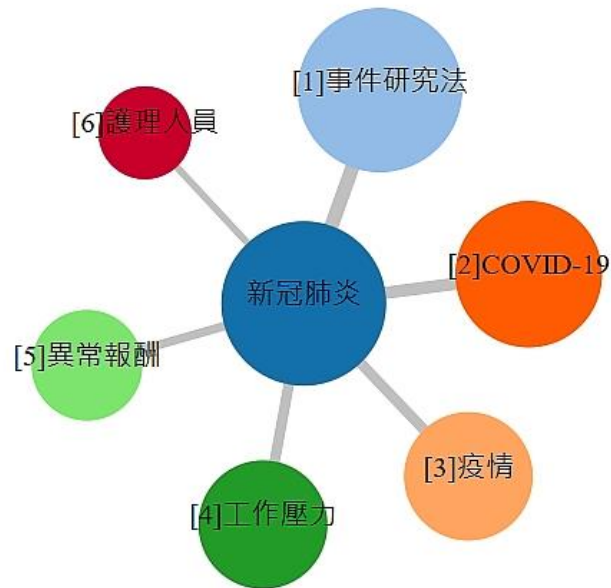 [1]事件研究法
[6]護理人員
[2]COVID-19
新冠肺炎
[5]異常報酬
[3]疫情
[4]工作壓力